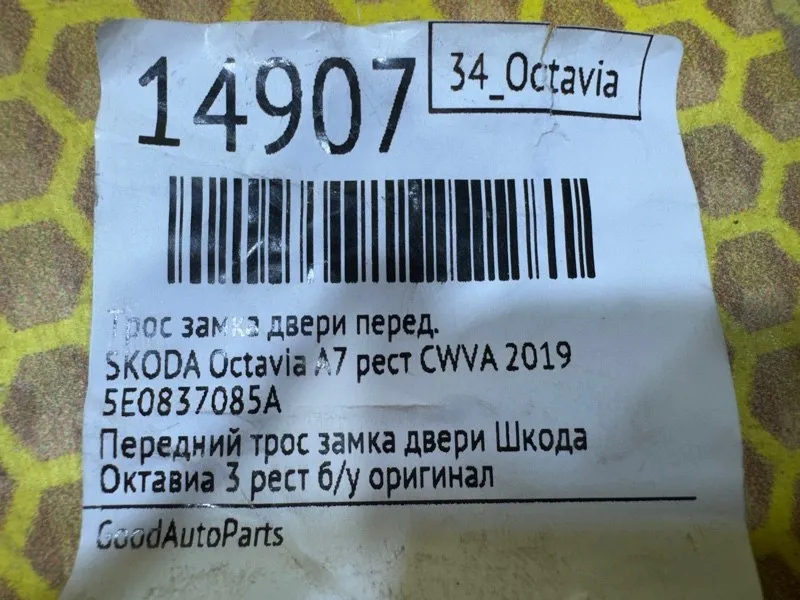 14907
34_Octavia
Трос замка двери перед.
SKODA Octavia A7 рест CWVA 2019
5E0837085A
Передний трос замка двери Шкода
Октавиа 3 рест б/у оригинал
GoodAutoParts